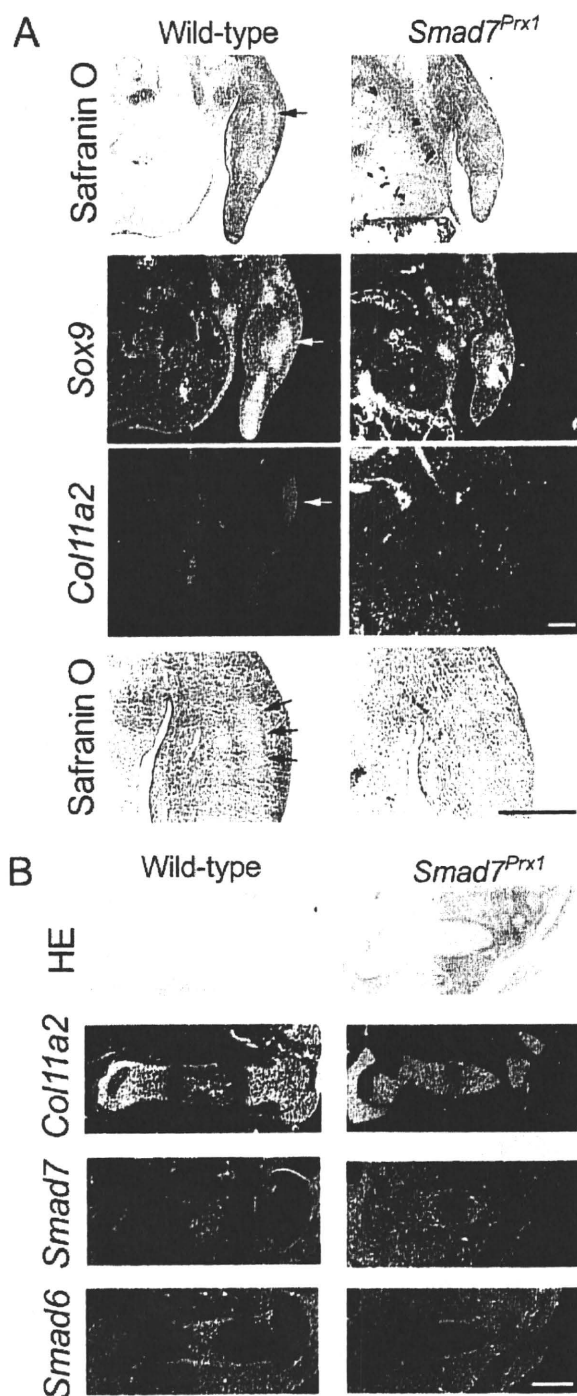 A
Wild-type Smad7Prx1
Safranin O
Sox9
Col11a2
Safranin O
B
Wild-type Smad7Prx1
HE
Col11a2
Smad7
Smad6